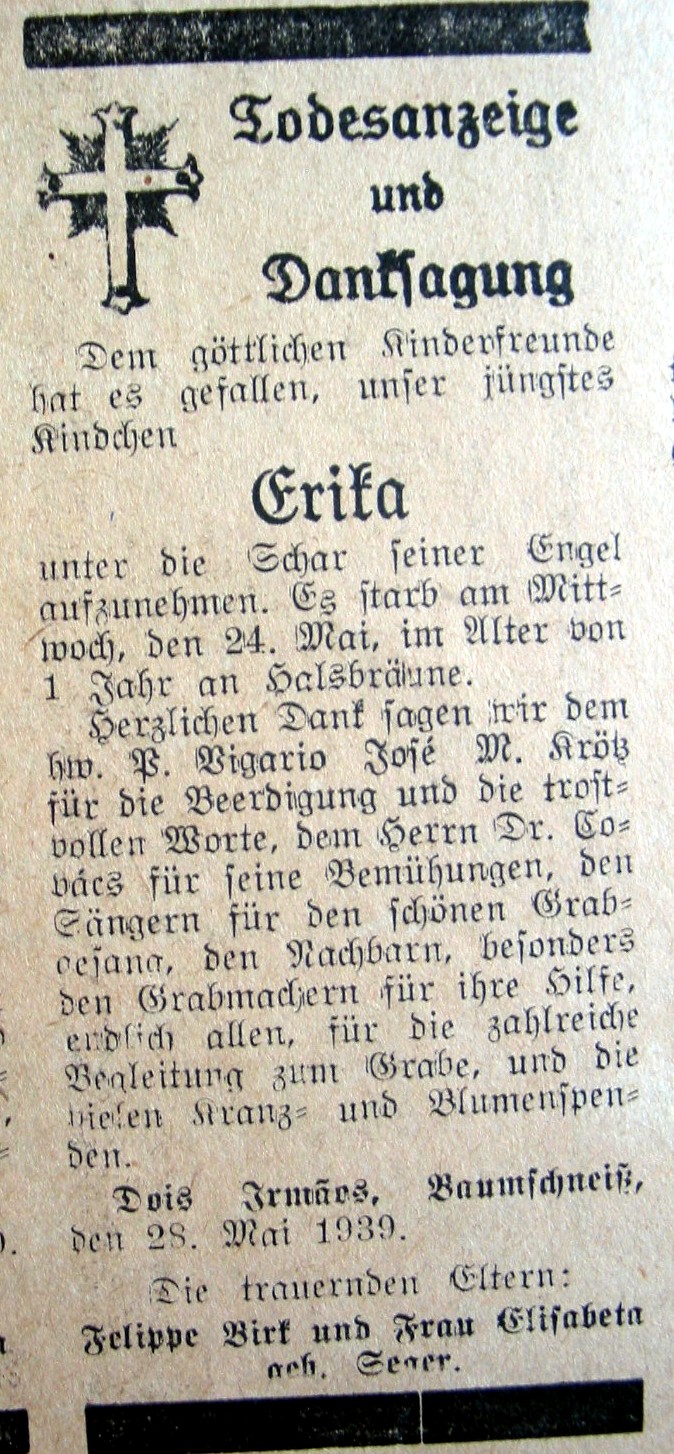 Todesanzeige
und
Danksagung
Dem göttlichen Kinderfreunde
hat es gefallen, unser jüngstes
Kindchen
Erika
unter die Schar seiner Engel
aufzunehmen. Es starb am Mitt=
woch, den 24. Mai, im Alter von
1 Jahr an Halsbräune.
Herzlichen Dank sagen wir dem
hw. P. Vigario José M. Krötz
für die Beerdigung und die trost=
vollen Worte, dem Herrn Dr. Co=
vács für seine Bemühungen, den
Sängern für den schönen Grab=
gesang, den Nachbarn, besonders
den Grabmachern für ihre Hilfe,
endlich allen, für die zahlreiche
Begleitung zum Grabe, und die
vielen Kranz= und Blumenspen=
den.
Dois Irmãos, Baumschneiß,
den 28. Mai 1939.
Die trauernden Eltern:
Felippe Birk und Frau Elisabeta
geb. Seger.